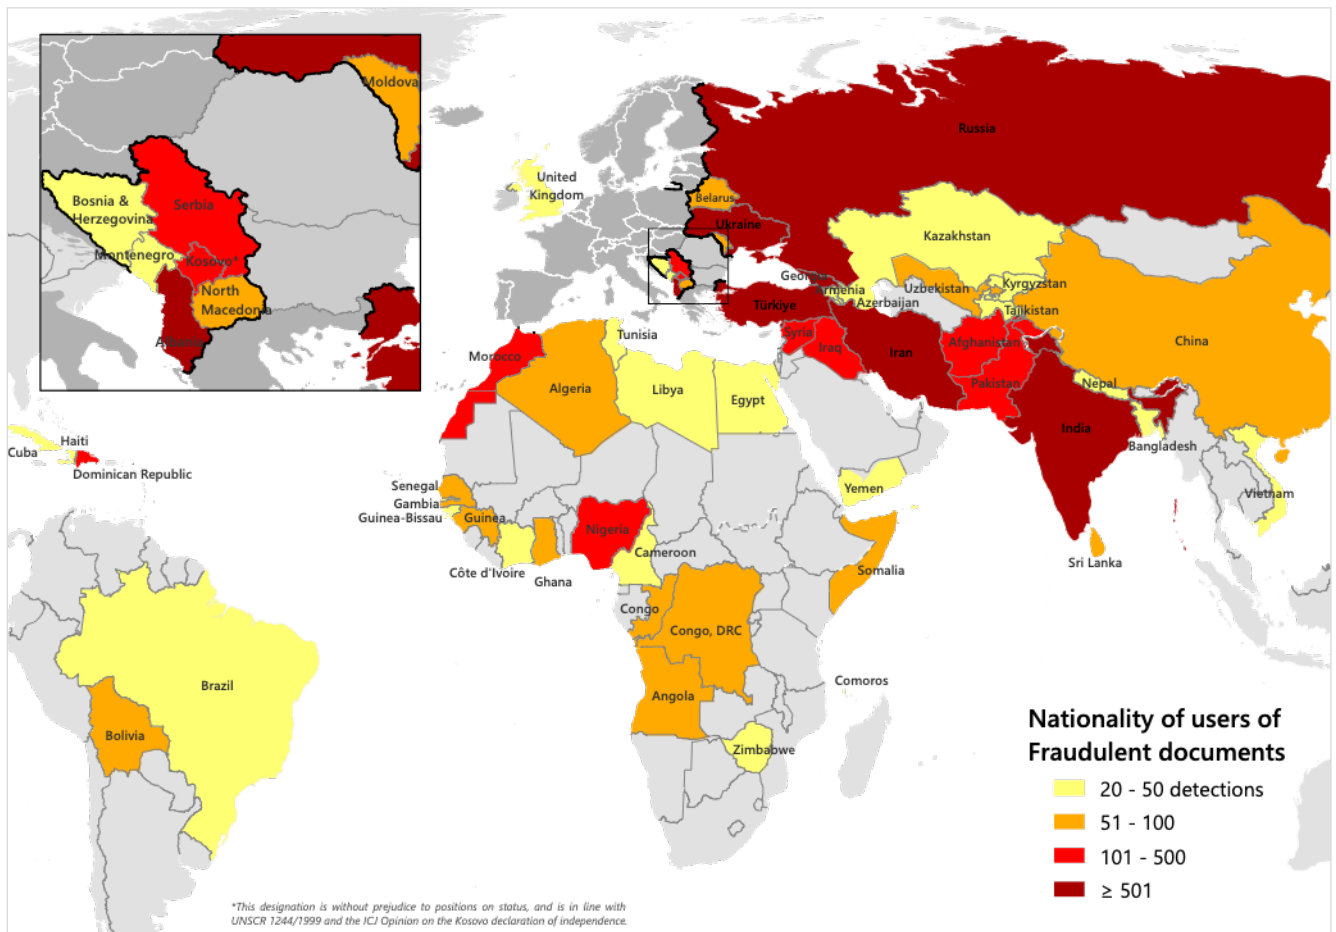 Moldova
Bosnia &
Herzegovina
Serbia
Montenegro
Kosovo*
North
Macedonia
Albania
Russia
United
Kingdom
Belarus
Ukraine
Kazakhstan
Georgia
Armenia
Azerbaijan
Uzbekistan
Kyrgyzstan
Tajikistan
Türkiye
Tunisia
Syria
Iraq
Iran
Afghanistan
Pakistan
China
Morocco
Algeria
Libya
Egypt
Nepal
India
Bangladesh
Haiti
Cuba
Dominican Republic
Senegal
Gambia
Guinea-Bissau
Guinea
Nigeria
Yemen
Vietnam
Côte d'Ivoire
Ghana
Cameroon
Somalia
Sri Lanka
Congo
Congo, DRC
Brazil
Angola
Comoros
Bolivia
Zimbabwe
Nationality of users of
Fraudulent documents
20 - 50 detections
51 - 100
101 - 500
≥ 501
*This designation is without prejudice to positions on status, and is in line with
UNSCR 1244/1999 and the ICJ Opinion on the Kosovo declaration of independence.